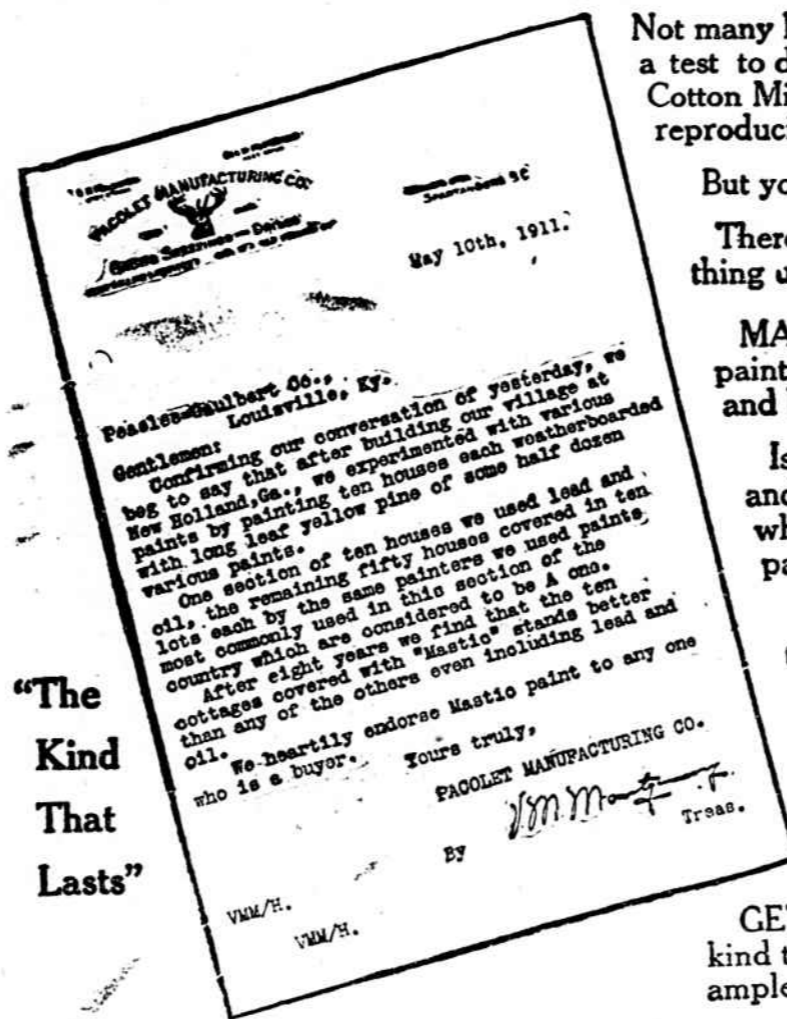 PACOLET MANUFACTURING CO.
SPARTANBURG SC
May 10th, 1911.
Peaslee-Gaulbert Co.,
Louisville, Ky.
Gentlemen:
Confirming our conversation of yesterday, we
beg to say that after building our village at
New Holland, Ga., we experimented with various
paints by painting ten houses each weatherboarded
with long leaf yellow pine of some half dozen
various paints.
One section of ten houses we used lead and
oil, the remaining fifty houses covered in ten
lots each by the same painters we used paints
most commonly used in this section of the
country which are considered to be A one.
After eight years we find that the ten
cottages covered with "Mastic" stands better
than any of the others even including lead and
oil.
We heartily endorse Mastic paint to any one
who is a buyer.
Yours truly,
PACOLET MANUFACTURING CO.
By
Treas.
VMM/H.
VMM/H.
“The
Kind
That
Lasts”
Not many
a test to d
Cotton Mi
reproduci
But yo
There
thing u
MA
paint
and
Is
and
wh
pa
GE
kind t
ample